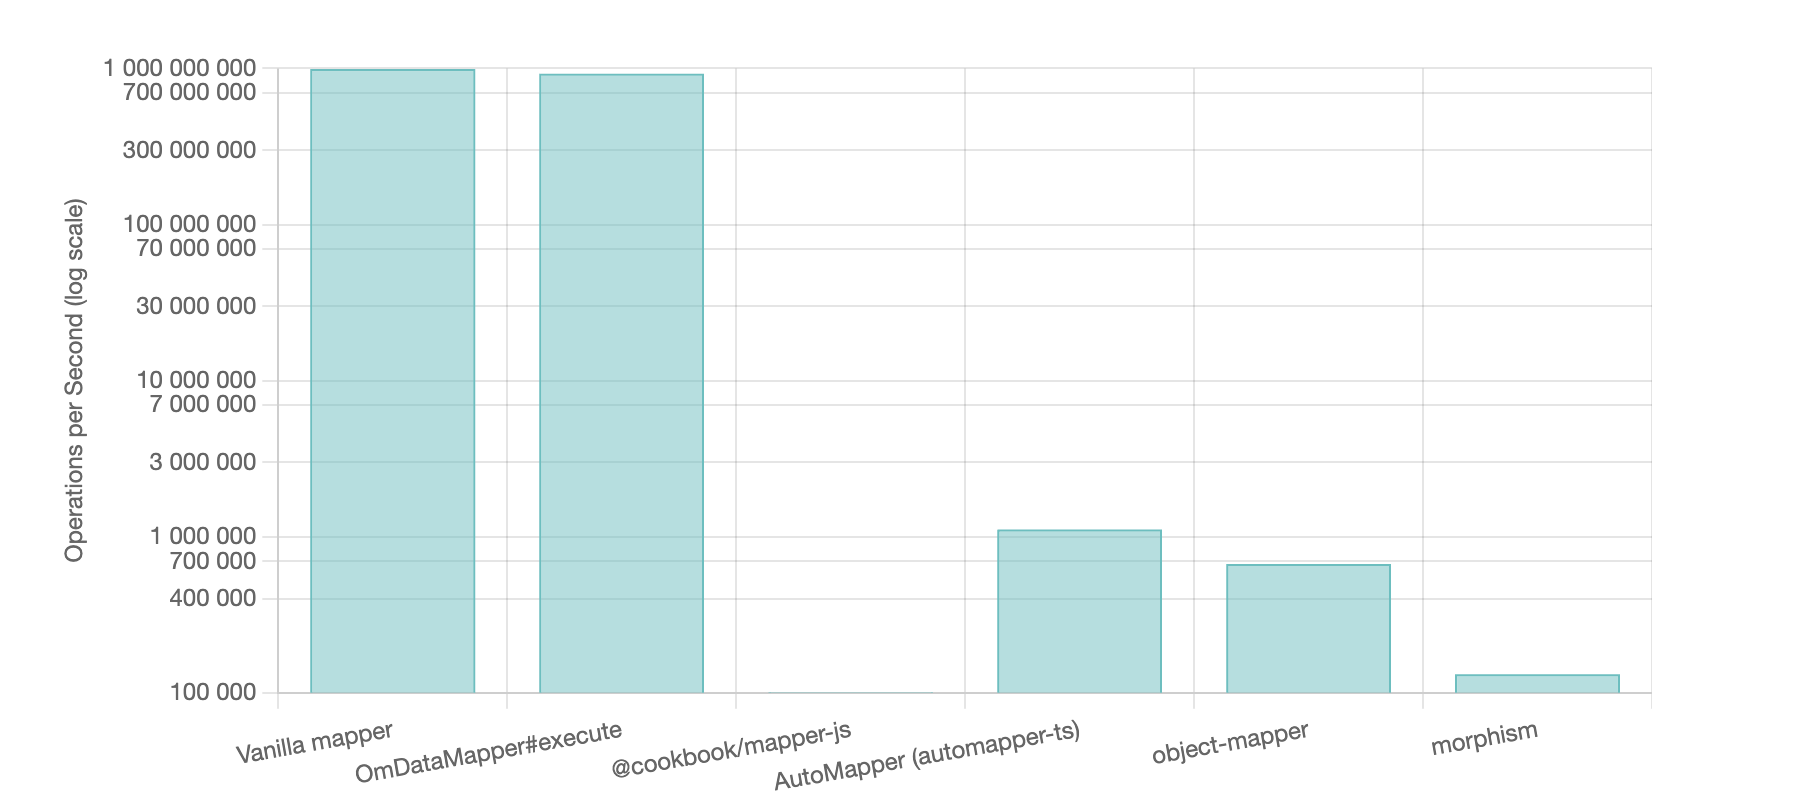 1 000 000 000
700 000 000
300 000 000
100 000 000
70 000 000
30 000 000
10 000 000
7 000 000
3 000 000
1 000 000
700 000
400 000
100 000
Operations per Second (log scale)
Vanilla mapper
OmDataMapper#execute
@cookbook/mapper-js
AutoMapper (automapper-ts)
object-mapper
morphism